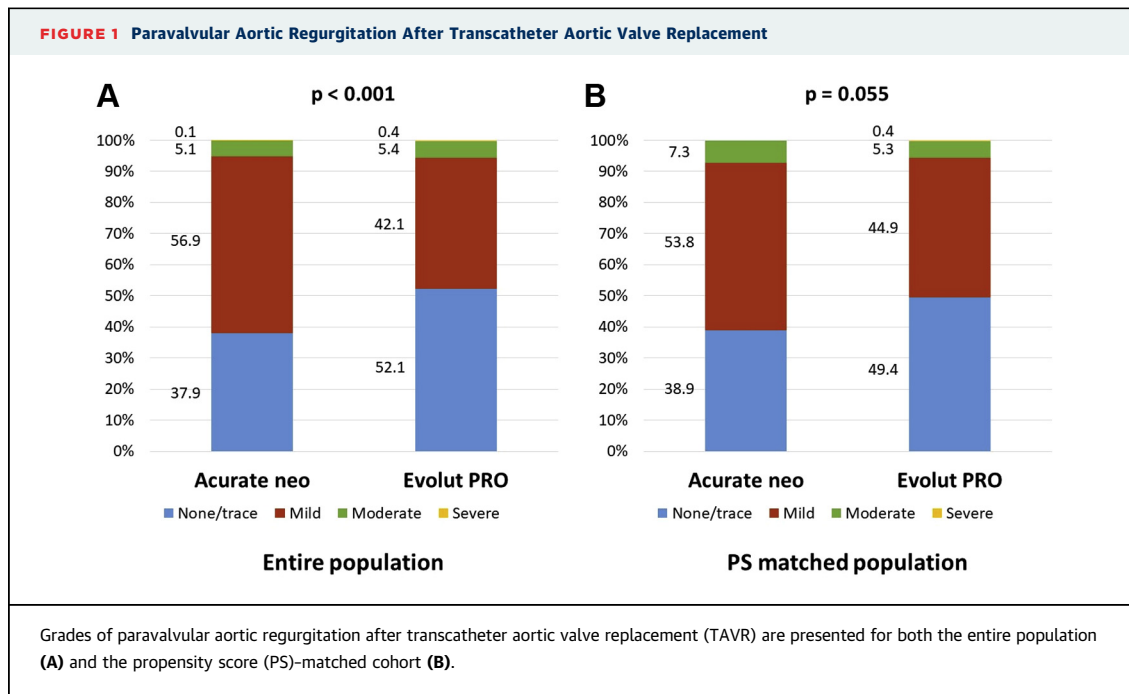 FIGURE 1 Paravalvular Aortic Regurgitation After Transcatheter Aortic Valve Replacement
A
p < 0.001
0.1
0.4
100%
5.1
5.4
90%
80%
42.1
70%
56.9
60%
50%
40%
30%
52.1
20%
37.9
10%
0%
Acurate neo
Evolut PRO
None/trace Mild Moderate Severe
Entire population
B
p = 0.055
0.4
100%
7.3
5.3
90%
80%
44.9
70%
53.8
60%
50%
40%
30%
49.4
20%
38.9
10%
0%
Acurate neo
Evolut PRO
None/trace Mild Moderate Severe
PS matched population
Grades of paravalvular aortic regurgitation after transcatheter aortic valve replacement (TAVR) are presented for both the entire population
(A) and the propensity score (PS)-matched cohort (B).